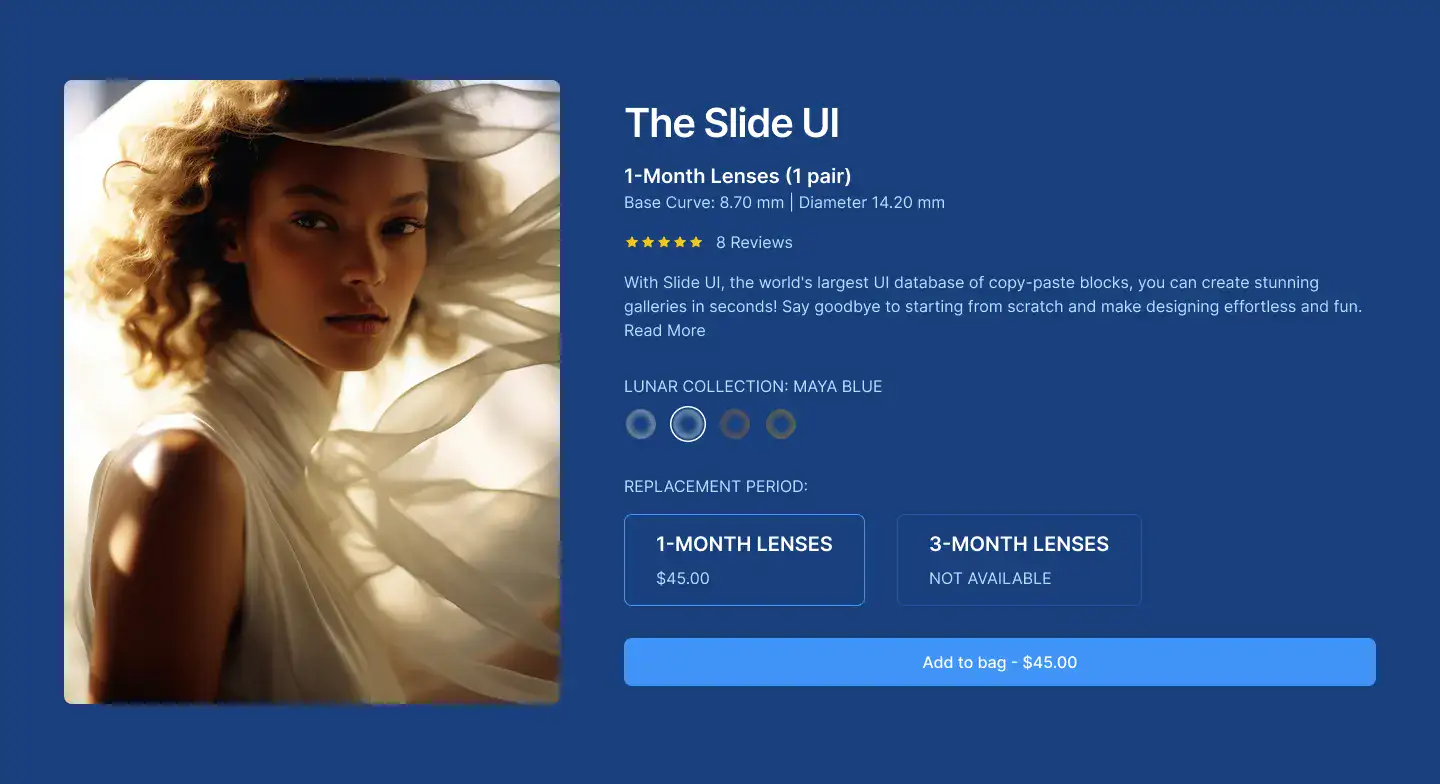 The Slide UI
1-Month Lenses (1 pair)
Base Curve: 8.70 mm | Diameter 14.20 mm
8 Reviews
With Slide UI, the world's largest UI database of copy-paste blocks, you can create stunning
galleries in seconds! Say goodbye to starting from scratch and make designing effortless and fun.
Read More
LUNAR COLLECTION: MAYA BLUE
REPLACEMENT PERIOD:
1-MONTH LENSES
$45.00
3-MONTH LENSES
NOT AVAILABLE
Add to bag - $45.00